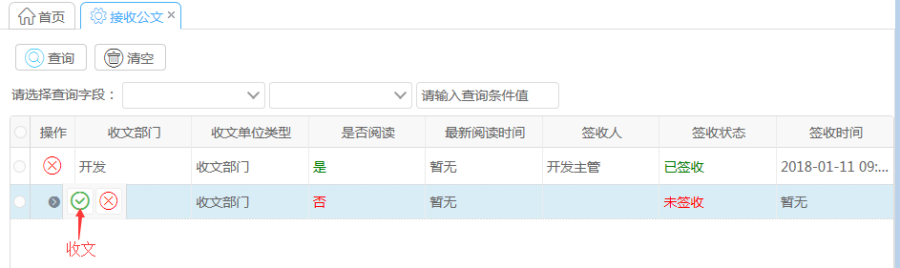 首页 接收公文
查询 清空
请选择查询字段： 请输入查询条件值
操作 收文部门 收文单位类型 是否阅读 最新阅读时间 签收人 签收状态 签收时间
开发 收文部门 是 暂无 开发主管 已签收 2018-01-11 09:...
收文部门 否 暂无 未签收 暂无
收文